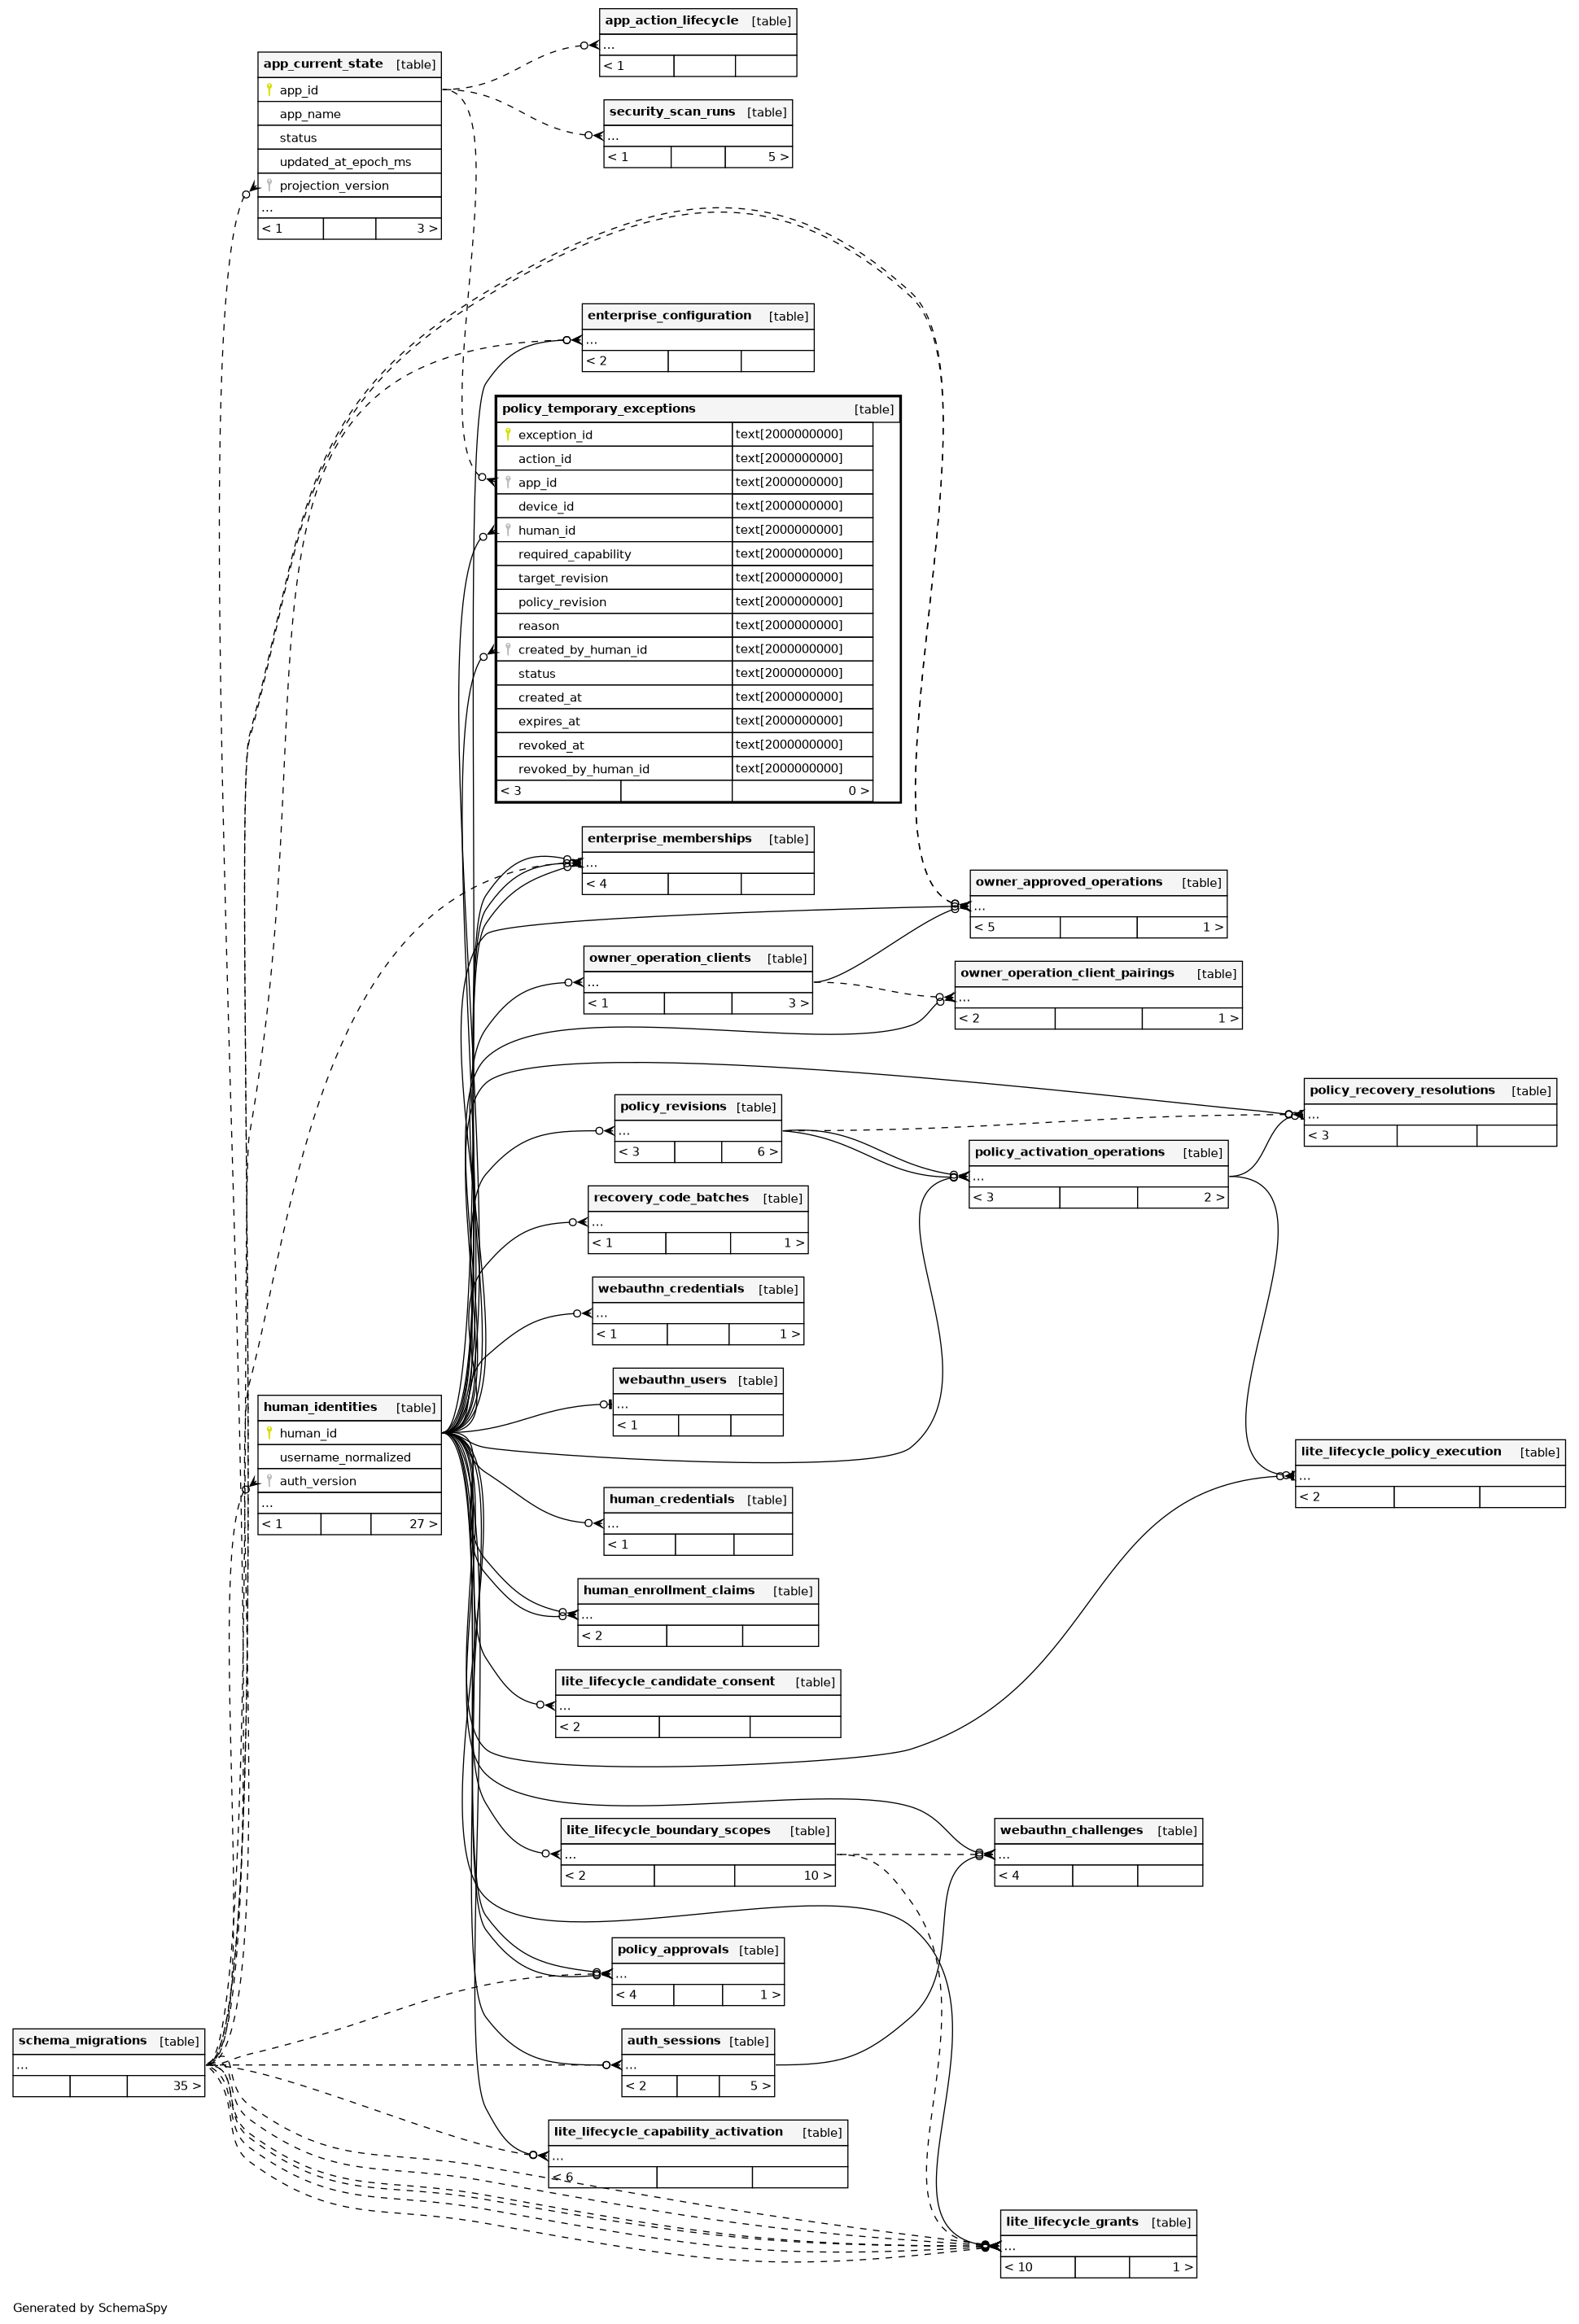 app_action_lifecycle [table]
...
< 1
app_current_state [table]
app_id
app_name
status
updated_at_epoch_ms
projection_version
...
< 1 3 >
security_scan_runs [table]
...
< 1 5 >
enterprise_configuration [table]
...
< 2
policy_temporary_exceptions [table]
exception_id text[2000000000]
action_id text[2000000000]
app_id text[2000000000]
device_id text[2000000000]
human_id text[2000000000]
required_capability text[2000000000]
target_revision text[2000000000]
policy_revision text[2000000000]
reason text[2000000000]
created_by_human_id text[2000000000]
status text[2000000000]
created_at text[2000000000]
expires_at text[2000000000]
revoked_at text[2000000000]
revoked_by_human_id text[2000000000]
< 3 0 >
enterprise_memberships [table]
...
< 4
owner_approved_operations [table]
...
< 5 1 >
owner_operation_clients [table]
...
< 1 3 >
owner_operation_client_pairings [table]
...
< 2 1 >
policy_recovery_resolutions [table]
...
< 3
policy_revisions [table]
...
< 3 6 >
policy_activation_operations [table]
...
< 3 2 >
recovery_code_batches [table]
...
< 1 1 >
webauthn_credentials [table]
...
< 1 1 >
webauthn_users [table]
...
< 1
human_identities [table]
human_id
username_normalized
auth_version
...
< 1 27 >
lite_lifecycle_policy_execution [table]
...
< 2
human_credentials [table]
...
< 1
human_enrollment_claims [table]
...
< 2
lite_lifecycle_candidate_consent [table]
...
< 2
lite_lifecycle_boundary_scopes [table]
...
< 2 10 >
webauthn_challenges [table]
...
< 4
policy_approvals [table]
...
< 4 1 >
schema_migrations [table]
...
35 >
auth_sessions [table]
...
< 2 5 >
lite_lifecycle_capability_activation [table]
...
< 6
lite_lifecycle_grants [table]
...
< 10 1 >
Generated by SchemaSpy